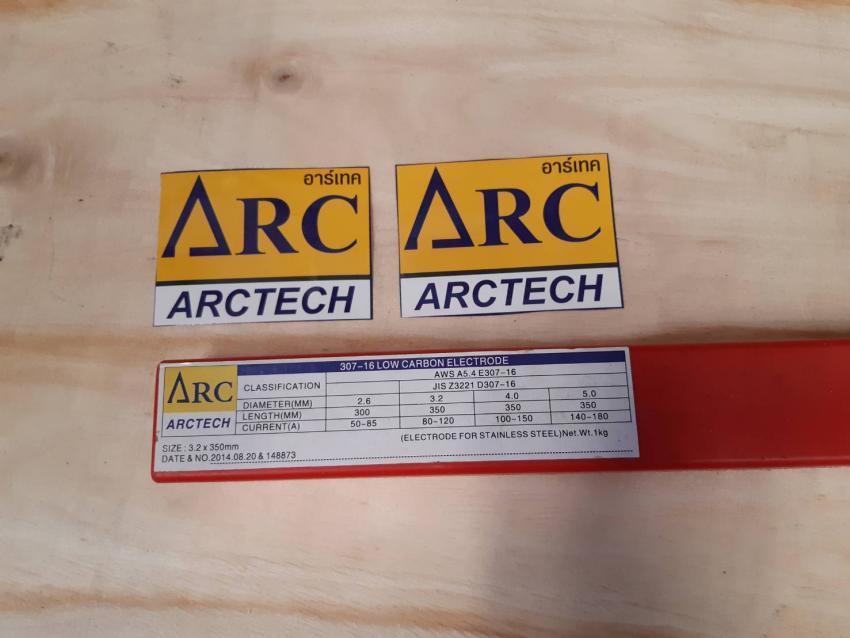 อาร์เทค
ARC
ARCTECH
อาร์เทค
ARC
ARCTECH
307-16 LOW CARBON ELECTRODE
ARC
ARCTECH
CLASSIFICATION
AWS A5.4 E307-16
JIS Z3221 D307-16
DIAMETER(MM) 2.6 3.2 4.0 5.0
LENGTH(MM) 300 350 350 350
CURRENT(A) 50-85 80-120 100-150 140-180
(ELECTRODE FOR STAINLESS STEEL)Net.Wt.1kg
SIZE : 3.2 x 350mm
DATE & NO.2014.08.20 & 148873